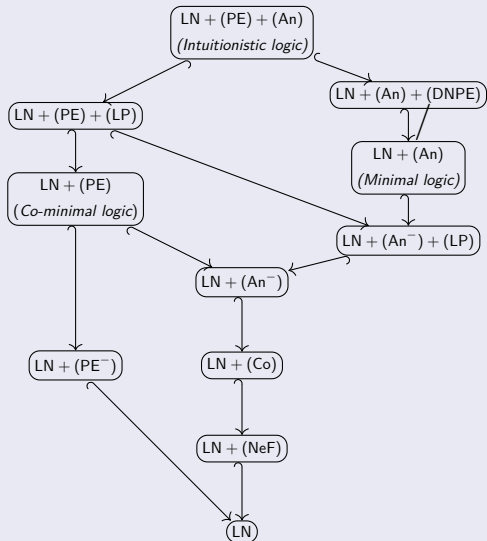 LN + (PE) + (An)
(Intuitionistic logic)
LN + (An) + (DNPE)
LN + (PE) + (LP)
LN + (An)
(Minimal logic)
LN + (PE)
(Co-minimal logic)
LN + (An⁻) + (LP)
LN + (An⁻)
LN + (PE⁻)
LN + (Co)
LN + (NeF)
LN